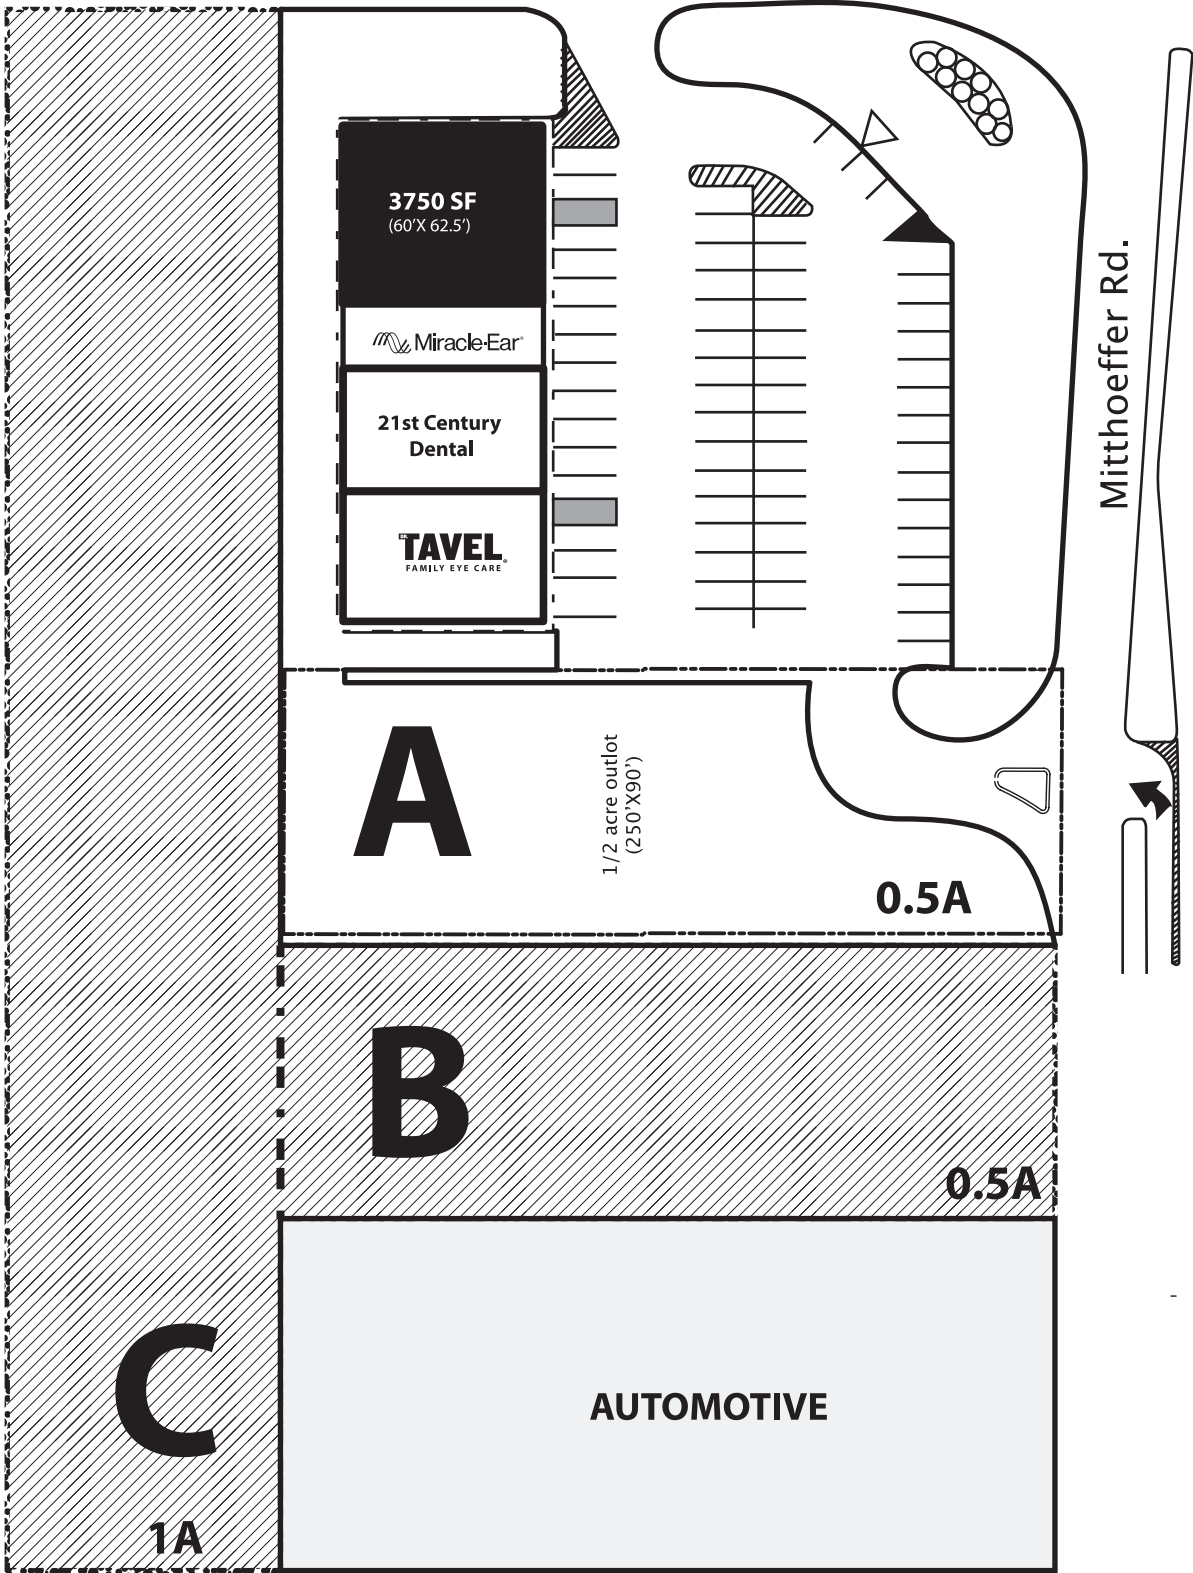 3750 SF
(60'X 62.5')
Miracle-Ear®
21st Century
Dental
DR TAVEL®
FAMILY EYE CARE
Mitthoeffer Rd.
A
1/2 acre outlot
(250'X90')
0.5A
B
0.5A
C
1A
AUTOMOTIVE